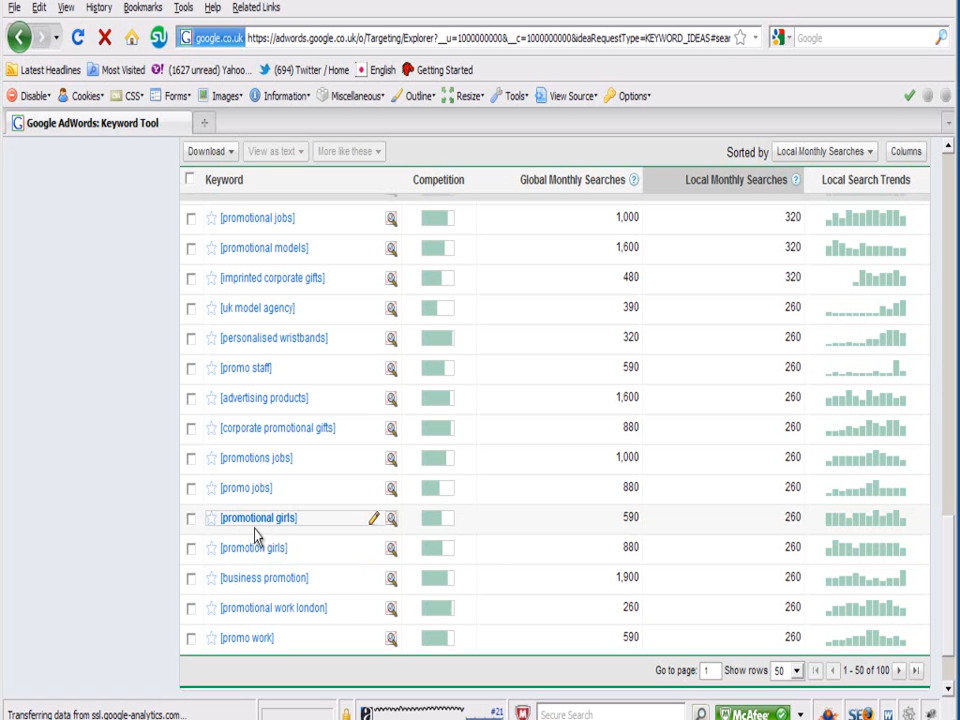 File Edit View History Bookmarks Tools Help Related Links
google.co.uk https://adwords.google.co.uk/o/Targeting/Explorer?__u=1000000000&__c=1000000000&ideaRequestType=KEYWORD_IDEAS#sear Google
Latest Headlines Most Visited (1627 unread) Yahoo... (694) Twitter / Home English Getting Started
Disable Cookies CSS Forms Images Information Miscellaneous Outline Resize Tools View Source Options
Google AdWords: Keyword Tool
Download View as text More like these Sorted by Local Monthly Searches Columns
Keyword Competition Global Monthly Searches Local Monthly Searches Local Search Trends
[promotional jobs] 1,000 320
[promotional models] 1,600 320
[imprinted corporate gifts] 480 320
[uk model agency] 390 260
[personalised wristbands] 320 260
[promo staff] 590 260
[advertising products] 1,600 260
[corporate promotional gifts] 880 260
[promotions jobs] 1,000 260
[promo jobs] 880 260
[promotional girls] 590 260
[promotion girls] 880 260
[business promotion] 1,900 260
[promotional work london] 260 260
[promo work] 590 260
Go to page: 1 Show rows 50 1 - 50 of 100
Transferring data from ssl.google-analytics.com... #21 Secure Search McAfee SEO